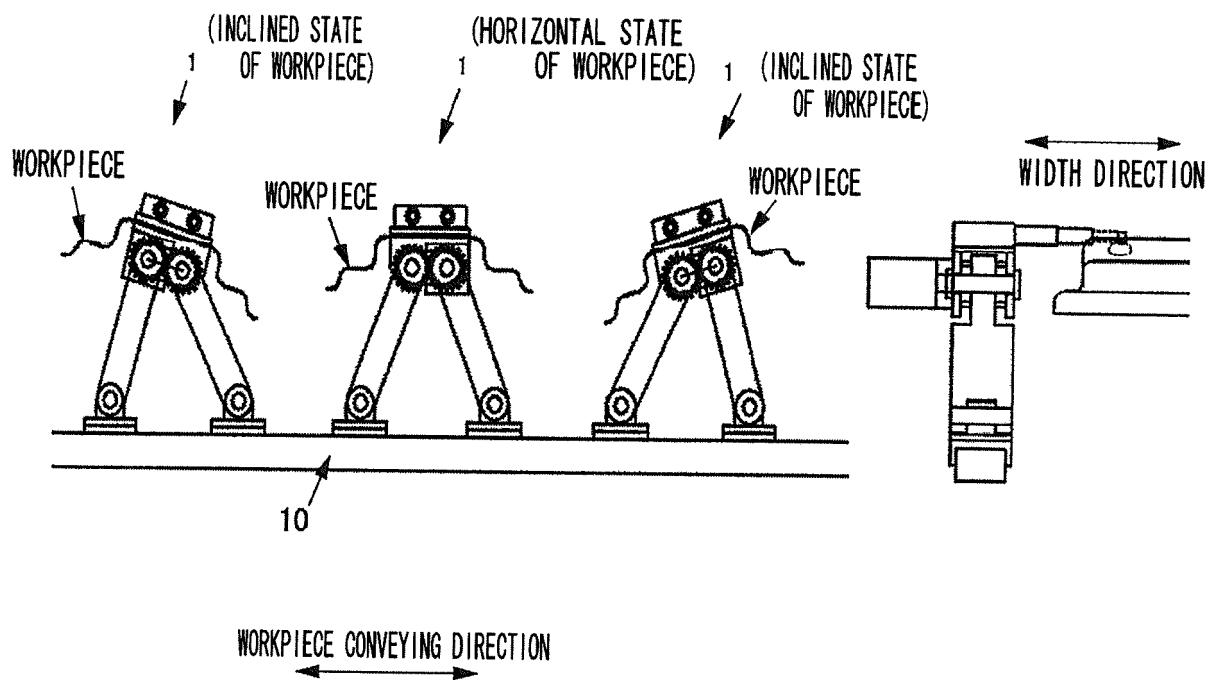 (INCLINED STATE
OF WORKPIECE)
1
(HORIZONTAL STATE
OF WORKPIECE)
1
(INCLINED STATE
OF WORKPIECE)
1
WORKPIECE
WORKPIECE
WORKPIECE
WIDTH DIRECTION
10
WORKPIECE CONVEYING DIRECTION